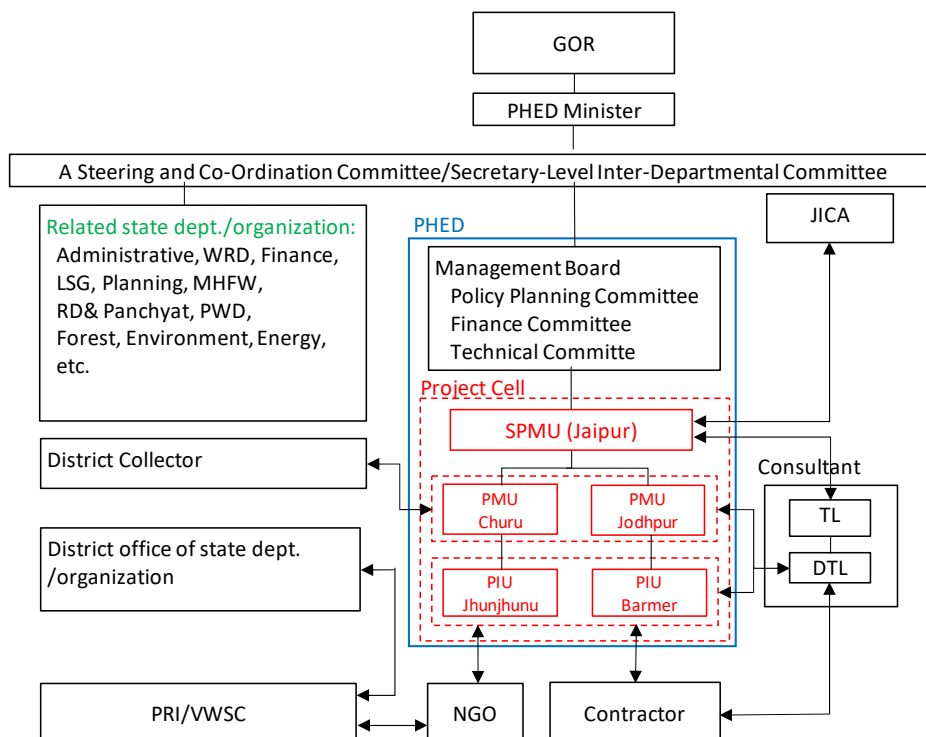 GOR
PHED Minister
A Steering and Co-Ordination Committee/Secretary-Level Inter-Departmental Committee
Related state dept./organization:
Administrative, WRD, Finance,
LSG, Planning, MHFW,
RD& Panchyat, PWD,
Forest, Environment, Energy,
etc.
PHED
JICA
Management Board
Policy Planning Committee
Finance Committee
Technical Committe
Project Cell
SPMU (Jaipur)
District Collector
PMU
Churu
PMU
Jodhpur
Consultant
TL
DTL
District office of state dept.
/organization
PIU
Jhunjhunu
PIU
Barmer
PRI/VWSC
NGO
Contractor